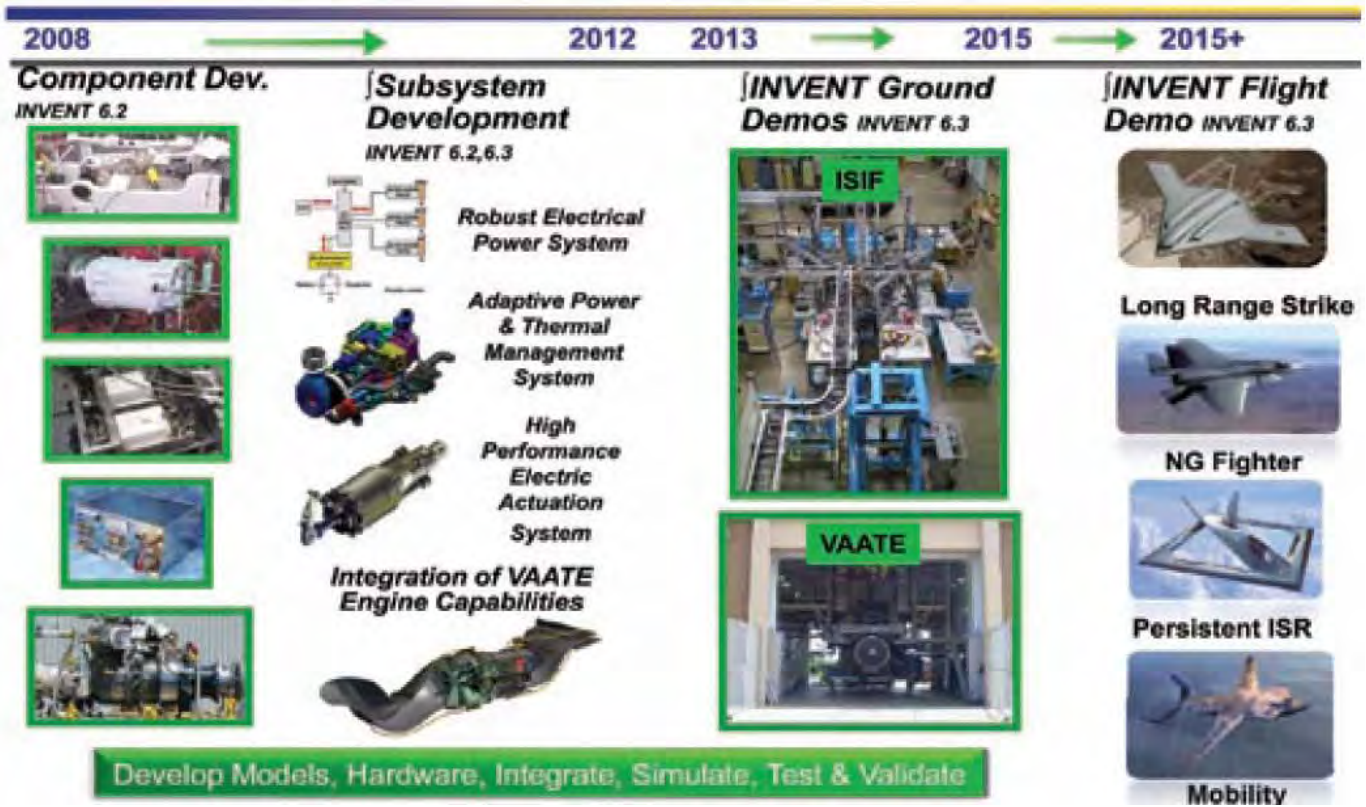 2008
2012
2013
2015
2015+
Component Dev.
INVENT 6.2
∫Subsystem
Development
INVENT 6.2,6.3
Robust Electrical
Power System
Adaptive Power
& Thermal
Management
System
High
Performance
Electric
Actuation
System
Integration of VAATE
Engine Capabilities
∫INVENT Ground
Demos INVENT 6.3
ISIF
VAATE
∫INVENT Flight
Demo INVENT 6.3
Long Range Strike
NG Fighter
Persistent ISR
Mobility
Develop Models, Hardware, Integrate, Simulate, Test & Validate